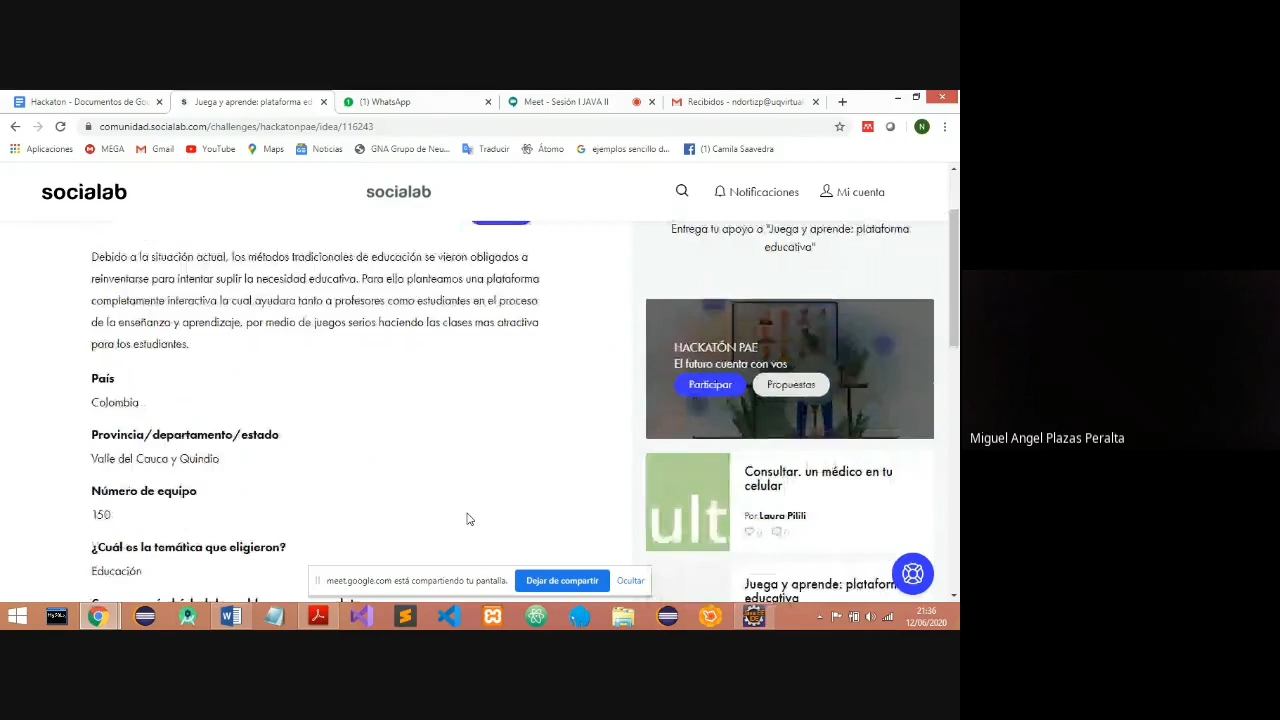 Hackaton - Documentos de Goo
Juega y aprende: plataforma ed
(1) WhatsApp
Meet - Sesión I JAVA II
Recibidos - ndortizp@uqvirtual
comunidad.socialab.com/challenges/hackatonpae/idea/116243
N
Aplicaciones
MEGA
Gmail
YouTube
Maps
Noticias
GNA Grupo de Neu...
Traducir
Átomo
ejemplos sencillo d...
(1) Camila Saavedra
socialab
socialab
Notificaciones
Mi cuenta
Debido a la situación actual, los métodos tradicionales de educación se vieron obligados a
reinventarse para intentar suplir la necesidad educativa. Para ello planteamos una plataforma
completamente interactiva la cual ayudara tanto a profesores como estudiantes en el proceso
de la enseñanza y aprendizaje, por medio de juegos serios haciendo las clases mas atractiva
para los estudiantes.
País
Colombia
Provincia/departamento/estado
Valle del Cauca y Quindio
Número de equipo
150
¿Cuál es la temática que eligieron?
Educación
Entrega tu apoyo a "Juega y aprende: plataforma
educativa"
HACKATÓN PAE
El futuro cuenta con vos
Participar
Propuestas
ult
Consultar. un médico en tu
celular
Por Laura Pilili
Juega y aprende: plataform
educativa
meet.google.com está compartiendo tu pantalla.
Dejar de compartir
Ocultar
21:36
12/06/2020
Miguel Angel Plazas Peralta